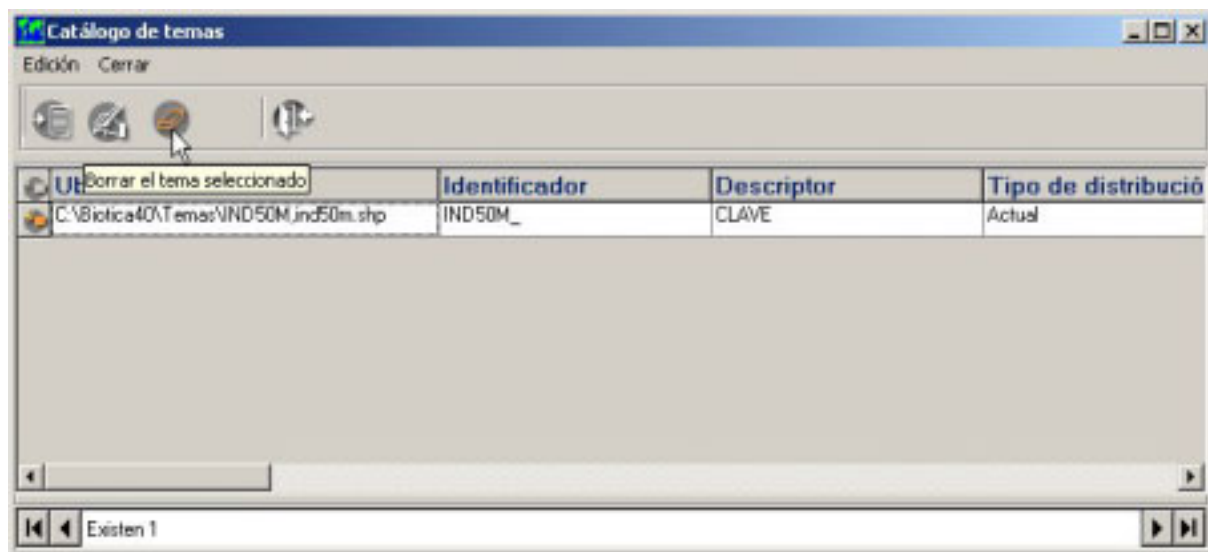 Catálogo de temas
Edición Cerrar
Borrar el tema seleccionado
Identificador Descriptor Tipo de distribució
C:\Biotica40\Temas\IND50M,ind50m.shp IND50M_ CLAVE Actual
Existen 1